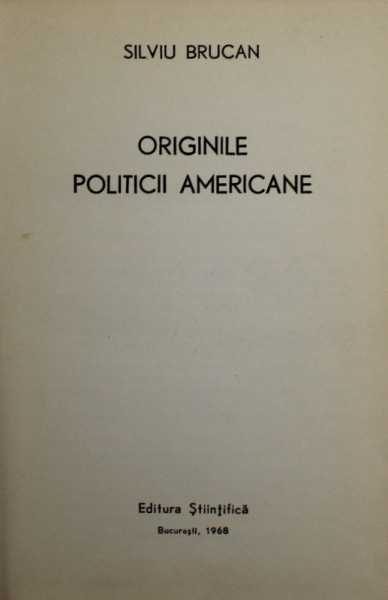 SILVIU BRUCAN
ORIGINILE
POLITICII AMERICANE
Editura Ştiinţifică
Bucureşti, 1968